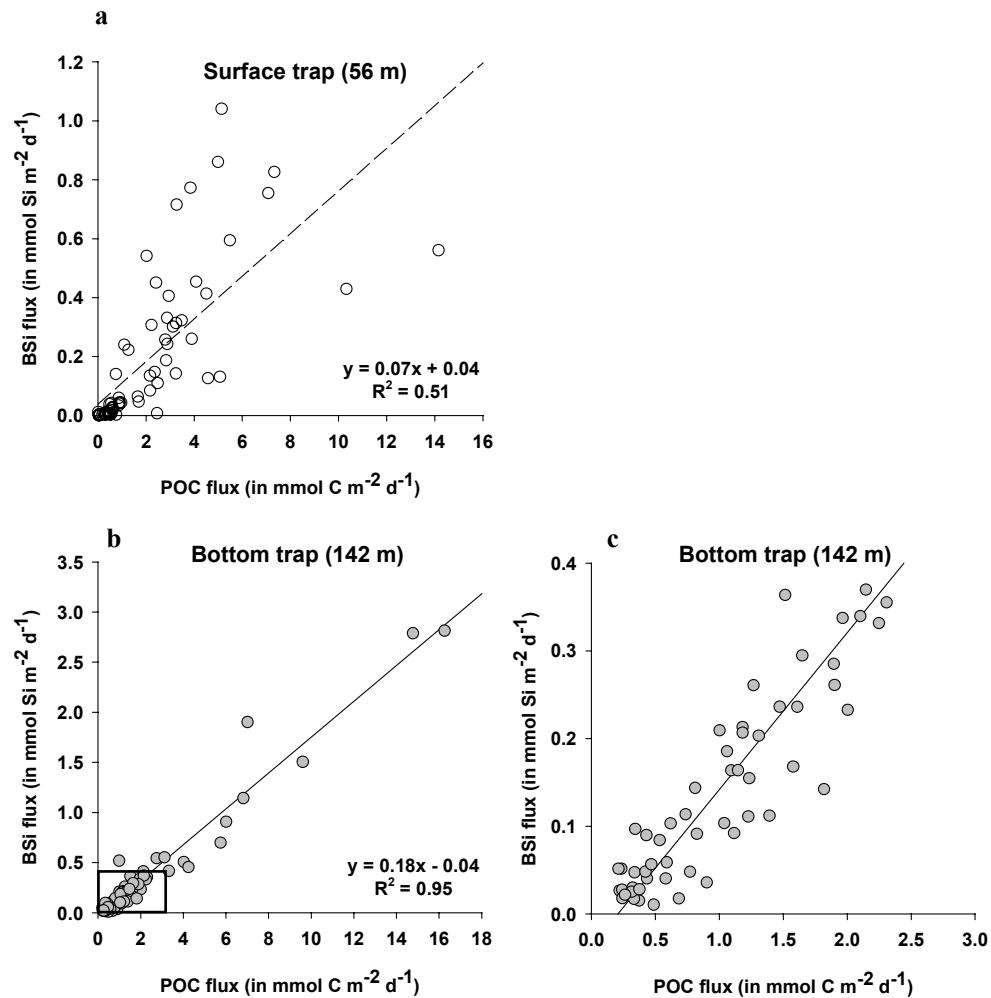 a
Surface trap (56 m)
BSi flux (in mmol Si m-2 d-1)
1.2
1.0
0.8
0.6
0.4
0.2
0.0
y = 0.07x + 0.04
R2 = 0.51
0 2 4 6 8 10 12 14 16
POC flux (in mmol C m-2 d-1)
b
Bottom trap (142 m)
BSi flux (in mmol Si m-2 d-1)
3.5
3.0
2.5
2.0
1.5
1.0
0.5
0.0
y = 0.18x - 0.04
R2 = 0.95
0 2 4 6 8 10 12 14 16 18
POC flux (in mmol C m-2 d-1)
c
Bottom trap (142 m)
BSi flux (in mmol Si m-2 d-1)
0.4
0.3
0.2
0.1
0.0
0.0 0.5 1.0 1.5 2.0 2.5 3.0
POC flux (in mmol C m-2 d-1)